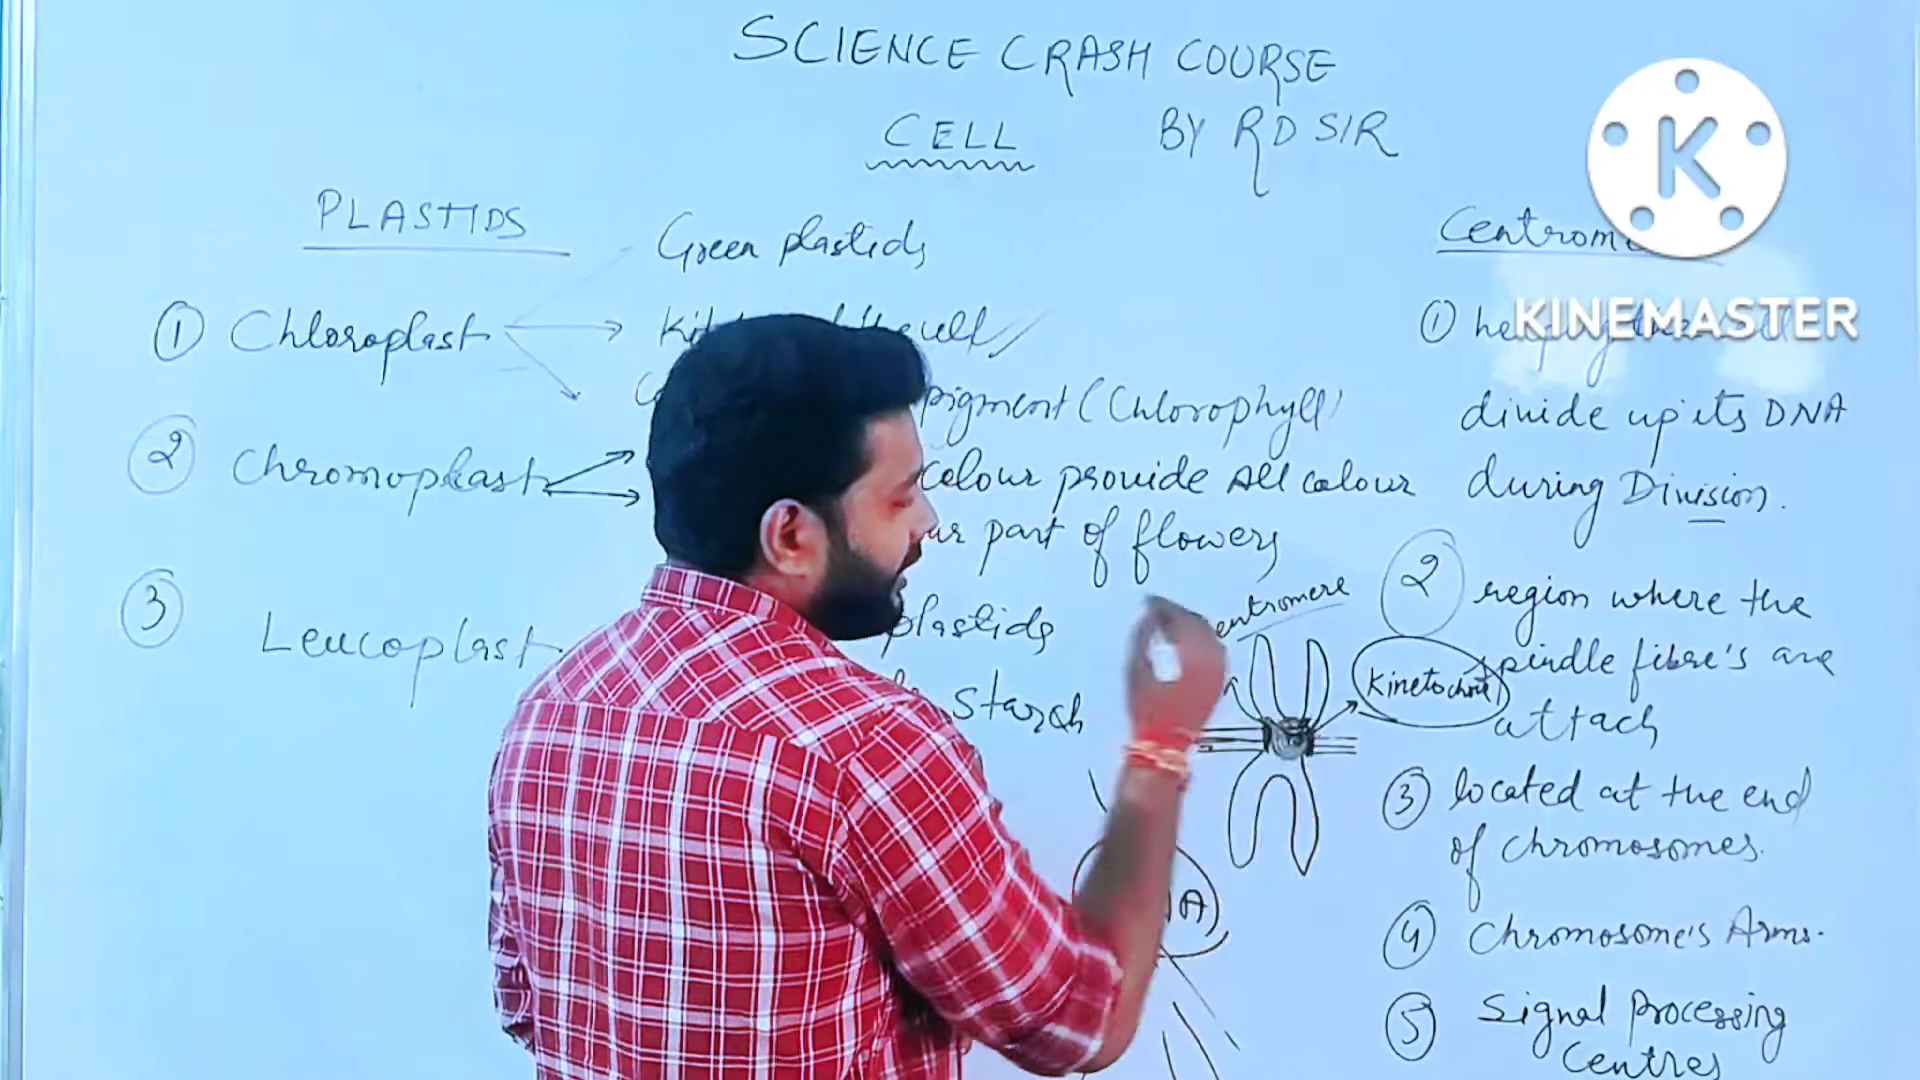 SCIENCE CRASH COURSE
CELL
BY RD SIR
PLASTIDS
Green plastids
① Chloroplast
pigment (Chlorophyll)
② Chromoplast
colour provide All colour
part of flowers
③ Leucoplast
plastids
Starch
centromere
Kinetochore
① help
divide up its DNA
during Division.
② region where the
spindle fibre's are
attach
③ located at the end
of chromosomes.
④ Chromosome's Arms.
⑤ Signal processing
Centres
K
KINEMASTER